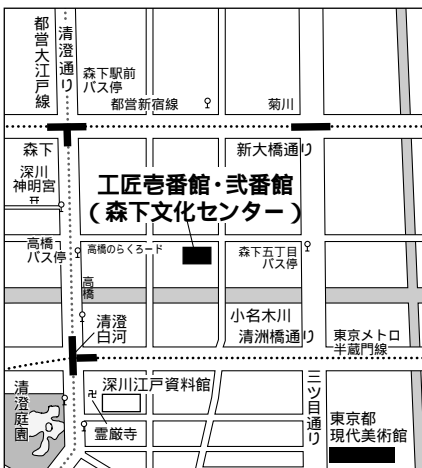 都営大江戸線
清澄通り
森下駅前
バス停
都営新宿線
菊川
森下
新大橋通り
深川
神明宮
工匠壱番館・弐番館
（森下文化センター）
高橋
バス停
高橋のらくろード
森下五丁目
バス停
高橋
小名木川
清澄
白河
清洲橋通り
東京メトロ
半蔵門線
清澄庭園
深川江戸資料館
霊厳寺
三ツ目通り
東京都
現代美術館